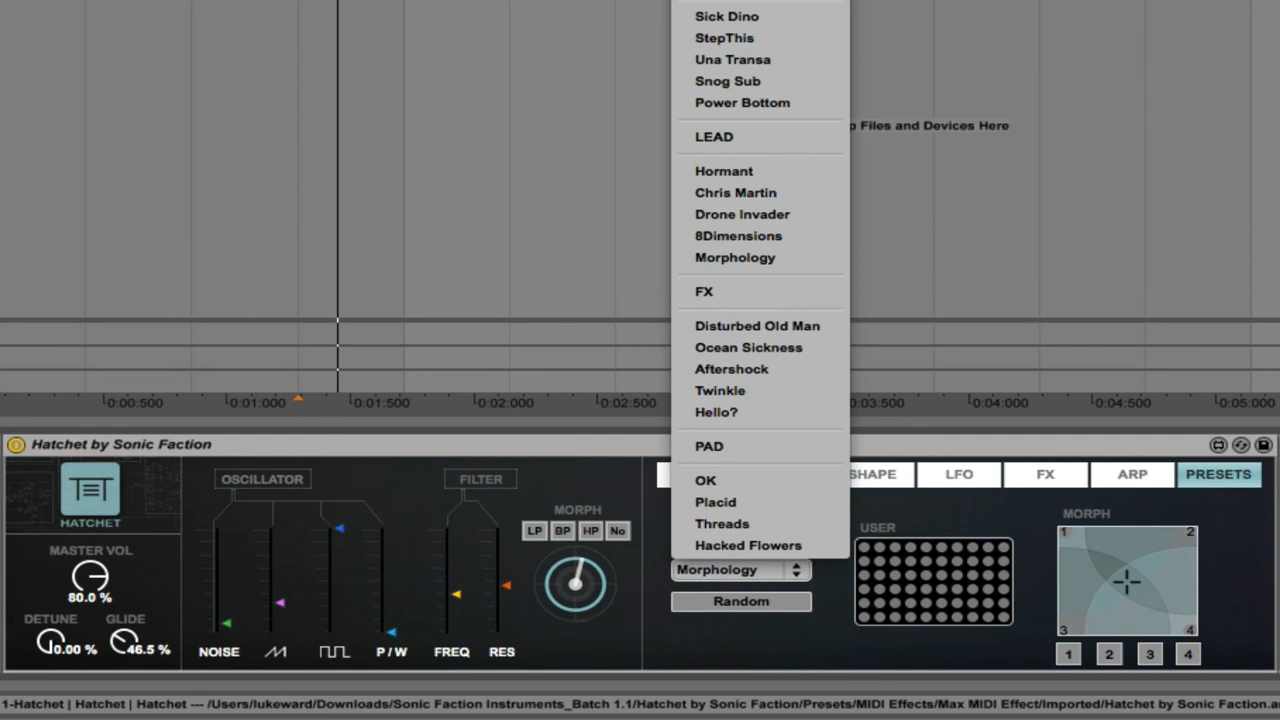 Sick Dino
StepThis
Una Transa
Snog Sub
Power Bottom
p Files and Devices Here
LEAD
Hormant
Chris Martin
Drone Invader
8Dimensions
Morphology
FX
Disturbed Old Man
Ocean Sickness
Aftershock
Twinkle
Hello?
PAD
OK
Placid
Threads
Hacked Flowers
0:00:500 0:01:000 0:01:500 0:02:000 0:02:500 0:03:500 0:04:000 0:04:500 0:05:000
Hatchet by Sonic Faction
HATCHET
MASTER VOL
80.0 %
DETUNE GLIDE
0.00 % 46.5 %
OSCILLATOR
NOISE P / W
FILTER
FREQ RES
MORPH
LP BP HP No
SHAPE LFO FX ARP PRESETS
Morphology
Random
USER
MORPH
1 2
3 4
1 2 3 4
1-Hatchet | Hatchet | Hatchet --- /Users/lukeward/Downloads/Sonic Faction Instruments_Batch 1.1/Hatchet by Sonic Faction/Presets/MIDI Effects/Max MIDI Effect/Imported/Hatchet by Sonic Faction.a